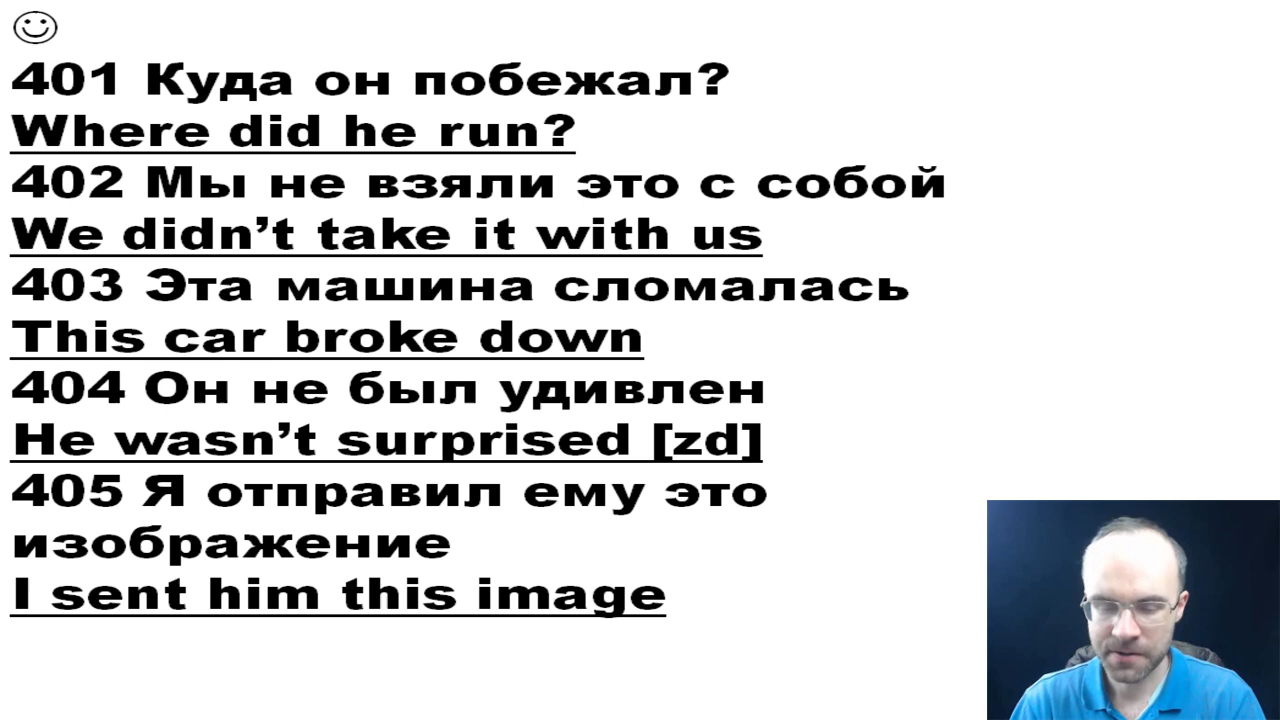 401 Куда он побежал?
Where did he run?
402 Мы не взяли это с собой
We didn’t take it with us
403 Эта машина сломалась
This car broke down
404 Он не был удивлен
He wasn’t surprised [zd]
405 Я отправил ему это
изображение
I sent him this image